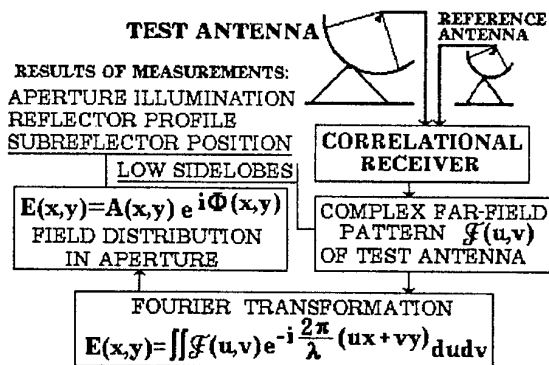 TEST ANTENNA
REFERENCE
ANTENNA
RESULTS OF MEASUREMENTS:
APERTURE ILLUMINATION
REFLECTOR PROFILE
SUBREFLECTOR POSITION
LOW SIDELOBES
CORRELATIONAL
RECEIVER
E(x,y)=A(x,y) e^{iΦ(x,y)}
FIELD DISTRIBUTION
IN APERTURE
COMPLEX FAR-FIELD
PATTERN ℱ(u,v)
OF TEST ANTENNA
FOURIER TRANSFORMATION
E(x,y)=∬ℱ(u,v)e^{-i\frac{2π}{λ}(ux+vy)}dudv